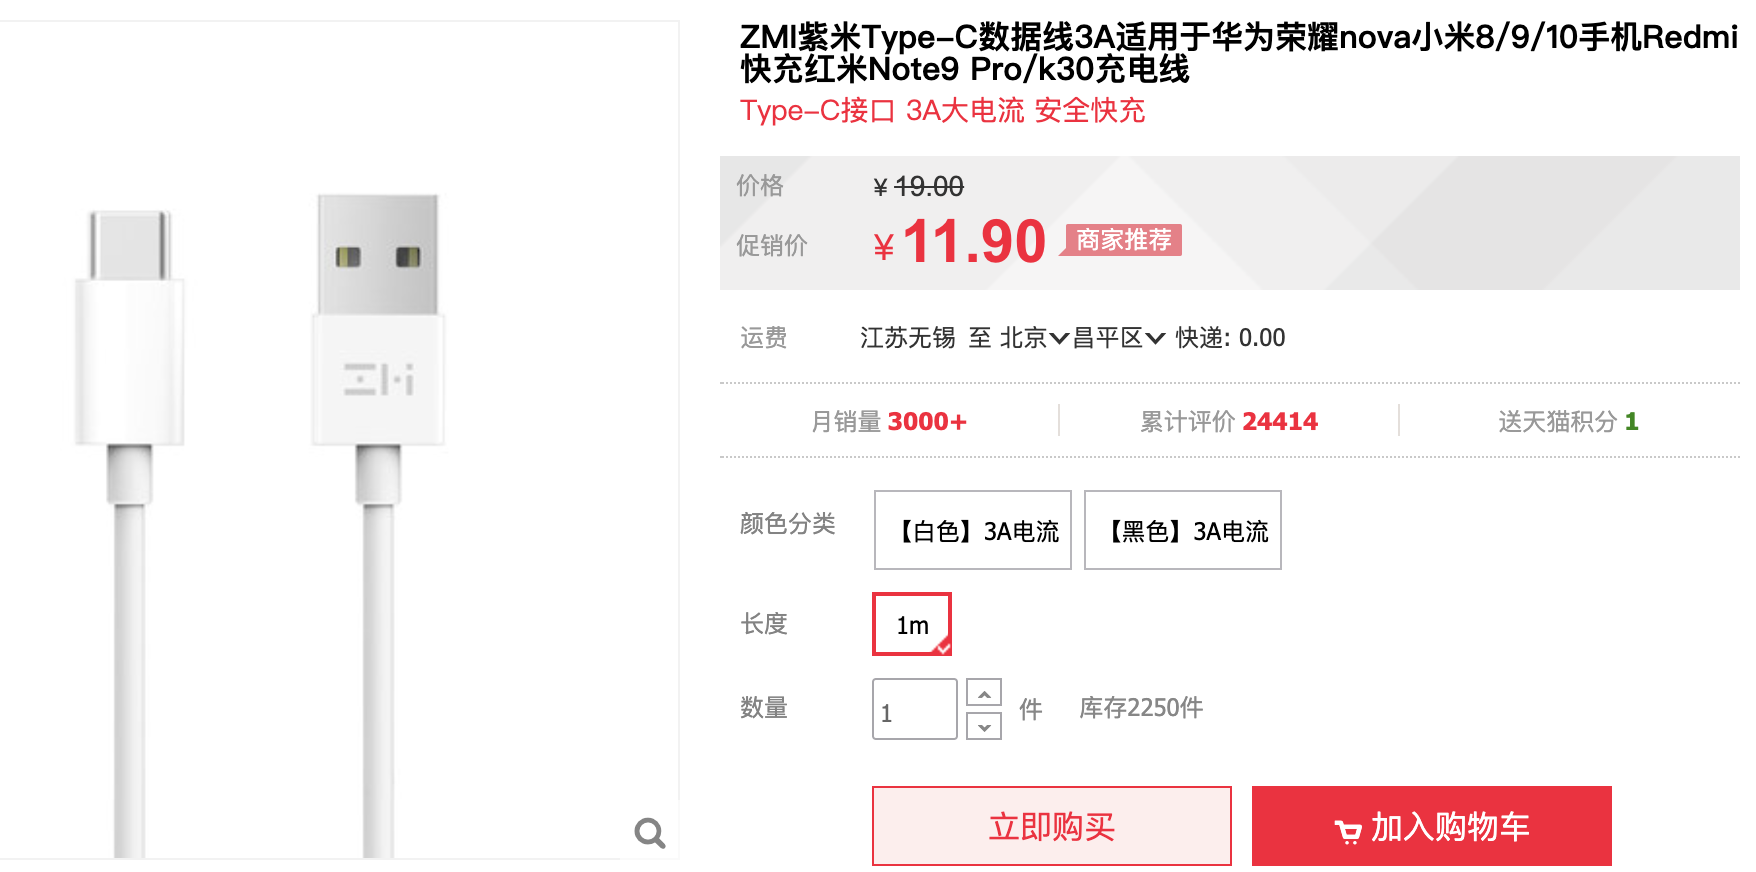 ZMI紫米Type-C数据线3A适用于华为荣耀nova小米8/9/10手机Redmi
快充红米Note9 Pro/k30充电线
Type-C接口 3A大电流 安全快充
价格 ¥ 19.00
促销价 ¥ 11.90 商家推荐
运费 江苏无锡 至 北京 昌平区 快递: 0.00
月销量 3000+ 累计评价 24414 送天猫积分 1
颜色分类 【白色】3A电流 【黑色】3A电流
长度 1m
数量 1 件 库存2250件
立即购买 加入购物车
ZMI